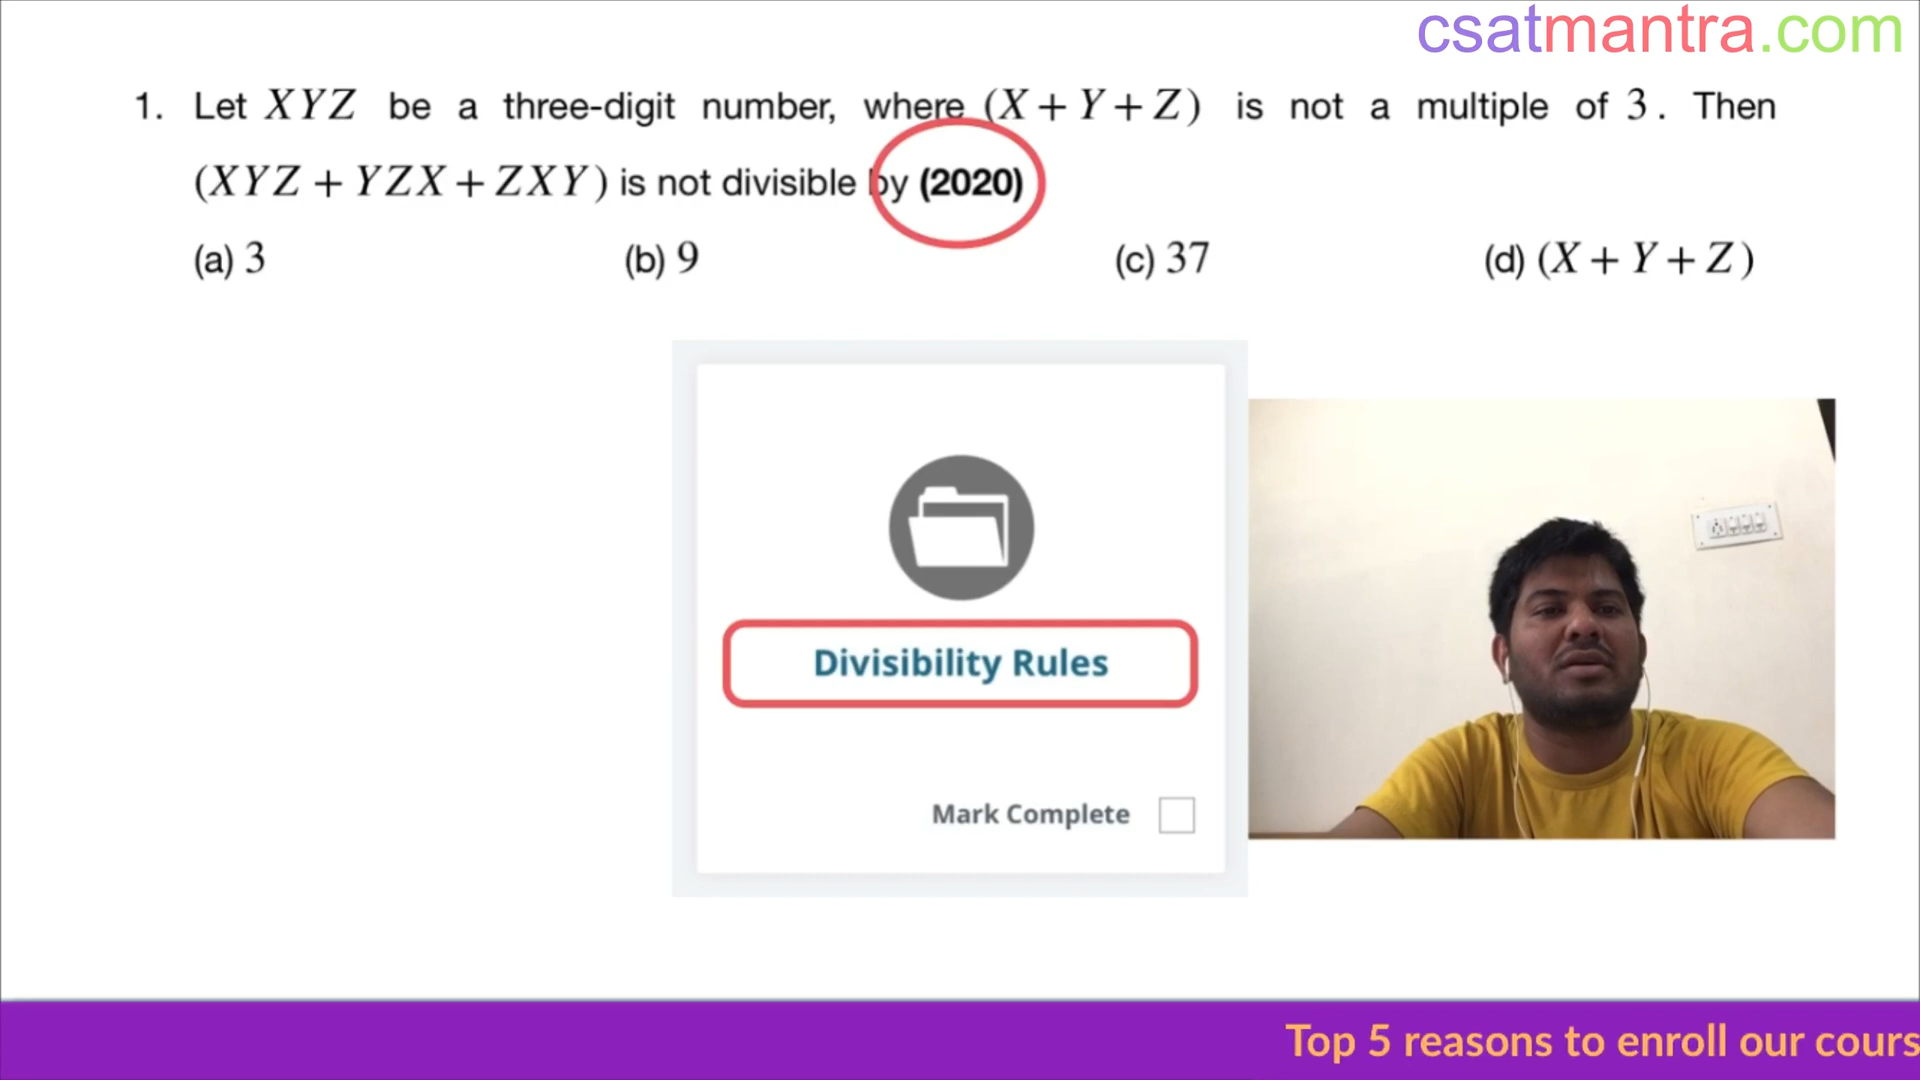 csatmantra.com
1. Let XYZ be a three-digit number, where (X + Y + Z) is not a multiple of 3. Then
(XYZ + YZX + ZXY) is not divisible by (2020)
(a) 3 (b) 9 (c) 37 (d) (X + Y + Z)
Divisibility Rules
Mark Complete
Top 5 reasons to enroll our cours